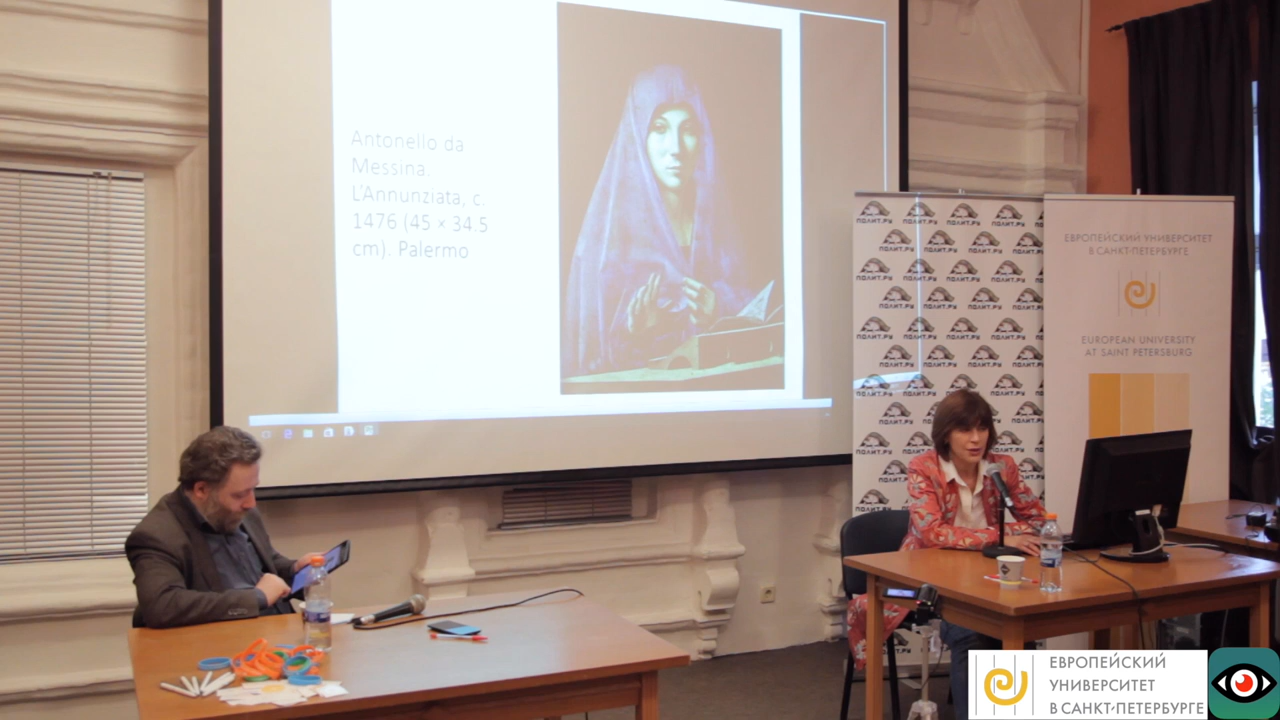 Antonello da
Messina.
L'Annunziata, c.
1476 (45 × 34.5
cm). Palermo
ПОЛИТ.РУ
ЕВРОПЕЙСКИЙ УНИВЕРСИТЕТ
В САНКТ-ПЕТЕРБУРГЕ
EUROPEAN UNIVERSITY
AT SAINT PETERSBURG
ЕВРОПЕЙСКИЙ
УНИВЕРСИТЕТ
В САНКТ-ПЕТЕРБУРГЕ